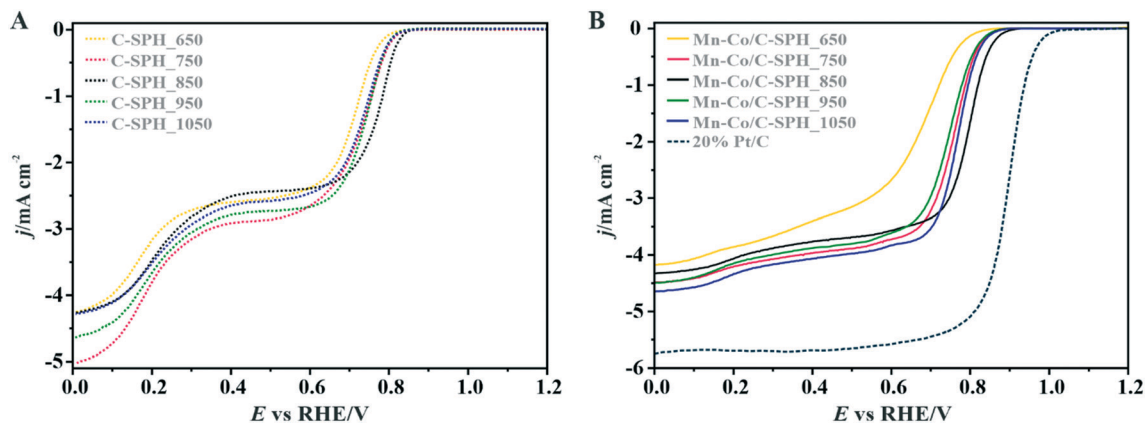 A
C-SPH_650
C-SPH_750
C-SPH_850
C-SPH_950
C-SPH_1050
0
-1
-2
-3
-4
-5
j/mA cm-2
0.0 0.2 0.4 0.6 0.8 1.0 1.2
E vs RHE/V
B
Mn-Co/C-SPH_650
Mn-Co/C-SPH_750
Mn-Co/C-SPH_850
Mn-Co/C-SPH_950
Mn-Co/C-SPH_1050
20% Pt/C
0
-1
-2
-3
-4
-5
-6
j/mA cm-2
0.0 0.2 0.4 0.6 0.8 1.0 1.2
E vs RHE/V